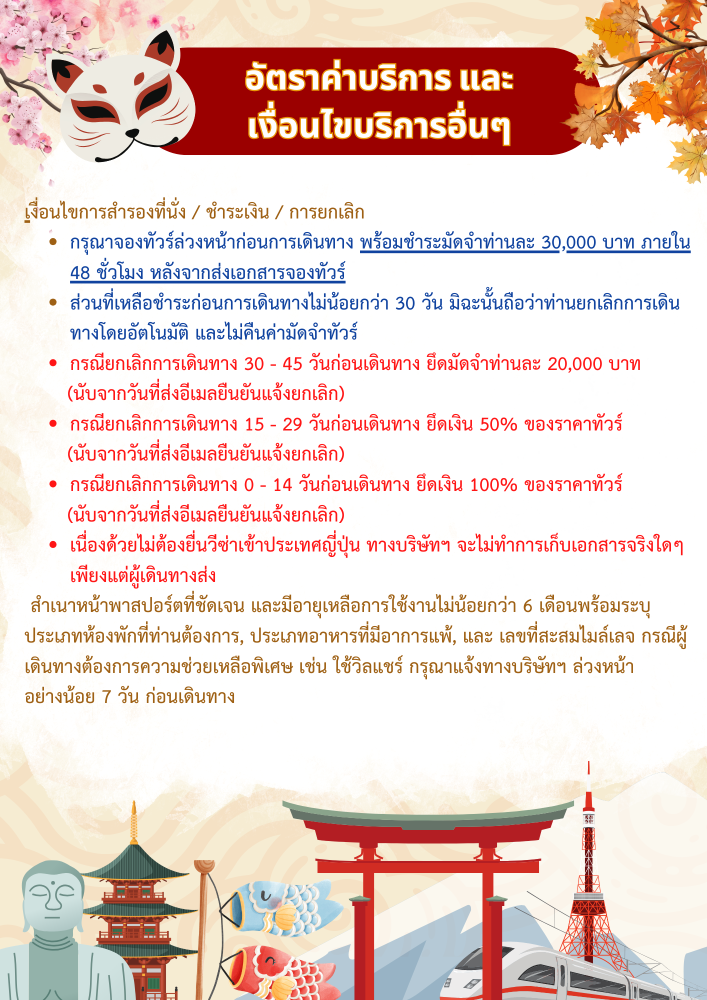 อัตราค่าบริการ และ
เงื่อนไขบริการอื่นๆ
เงื่อนไขการสำรองที่นั่ง / ชำระเงิน / การยกเลิก
• กรุณาจองทัวร์ล่วงหน้าก่อนการเดินทาง พร้อมชำระมัดจำท่านละ 30,000 บาท ภายใน
48 ชั่วโมง หลังจากส่งเอกสารจองทัวร์
• ส่วนที่เหลือชำระก่อนการเดินทางไม่น้อยกว่า 30 วัน มิฉะนั้นถือว่าท่านยกเลิกการเดิน
ทางโดยอัตโนมัติ และไม่คืนค่ามัดจำทัวร์
• กรณียกเลิกการเดินทาง 30 - 45 วันก่อนเดินทาง ยึดมัดจำท่านละ 20,000 บาท
(นับจากวันที่ส่งอีเมลยืนยันแจ้งยกเลิก)
• กรณียกเลิกการเดินทาง 15 - 29 วันก่อนเดินทาง ยึดเงิน 50% ของราคาทัวร์
(นับจากวันที่ส่งอีเมลยืนยันแจ้งยกเลิก)
• กรณียกเลิกการเดินทาง 0 - 14 วันก่อนเดินทาง ยึดเงิน 100% ของราคาทัวร์
(นับจากวันที่ส่งอีเมลยืนยันแจ้งยกเลิก)
• เนื่องด้วยไม่ต้องยื่นวีซ่าเข้าประเทศญี่ปุ่น ทางบริษัทฯ จะไม่ทำการเก็บเอกสารจริงใดๆ
เพียงแต่ผู้เดินทางส่ง
สำเนาหน้าพาสปอร์ตที่ชัดเจน และมีอายุเหลือการใช้งานไม่น้อยกว่า 6 เดือนพร้อมระบุ
ประเภทห้องพักที่ท่านต้องการ, ประเภทอาหารที่มีอาการแพ้, และ เลขที่สะสมไมล์เลจ กรณีผู้
เดินทางต้องการความช่วยเหลือพิเศษ เช่น ใช้วิลแชร์ กรุณาแจ้งทางบริษัทฯ ล่วงหน้า
อย่างน้อย 7 วัน ก่อนเดินทาง